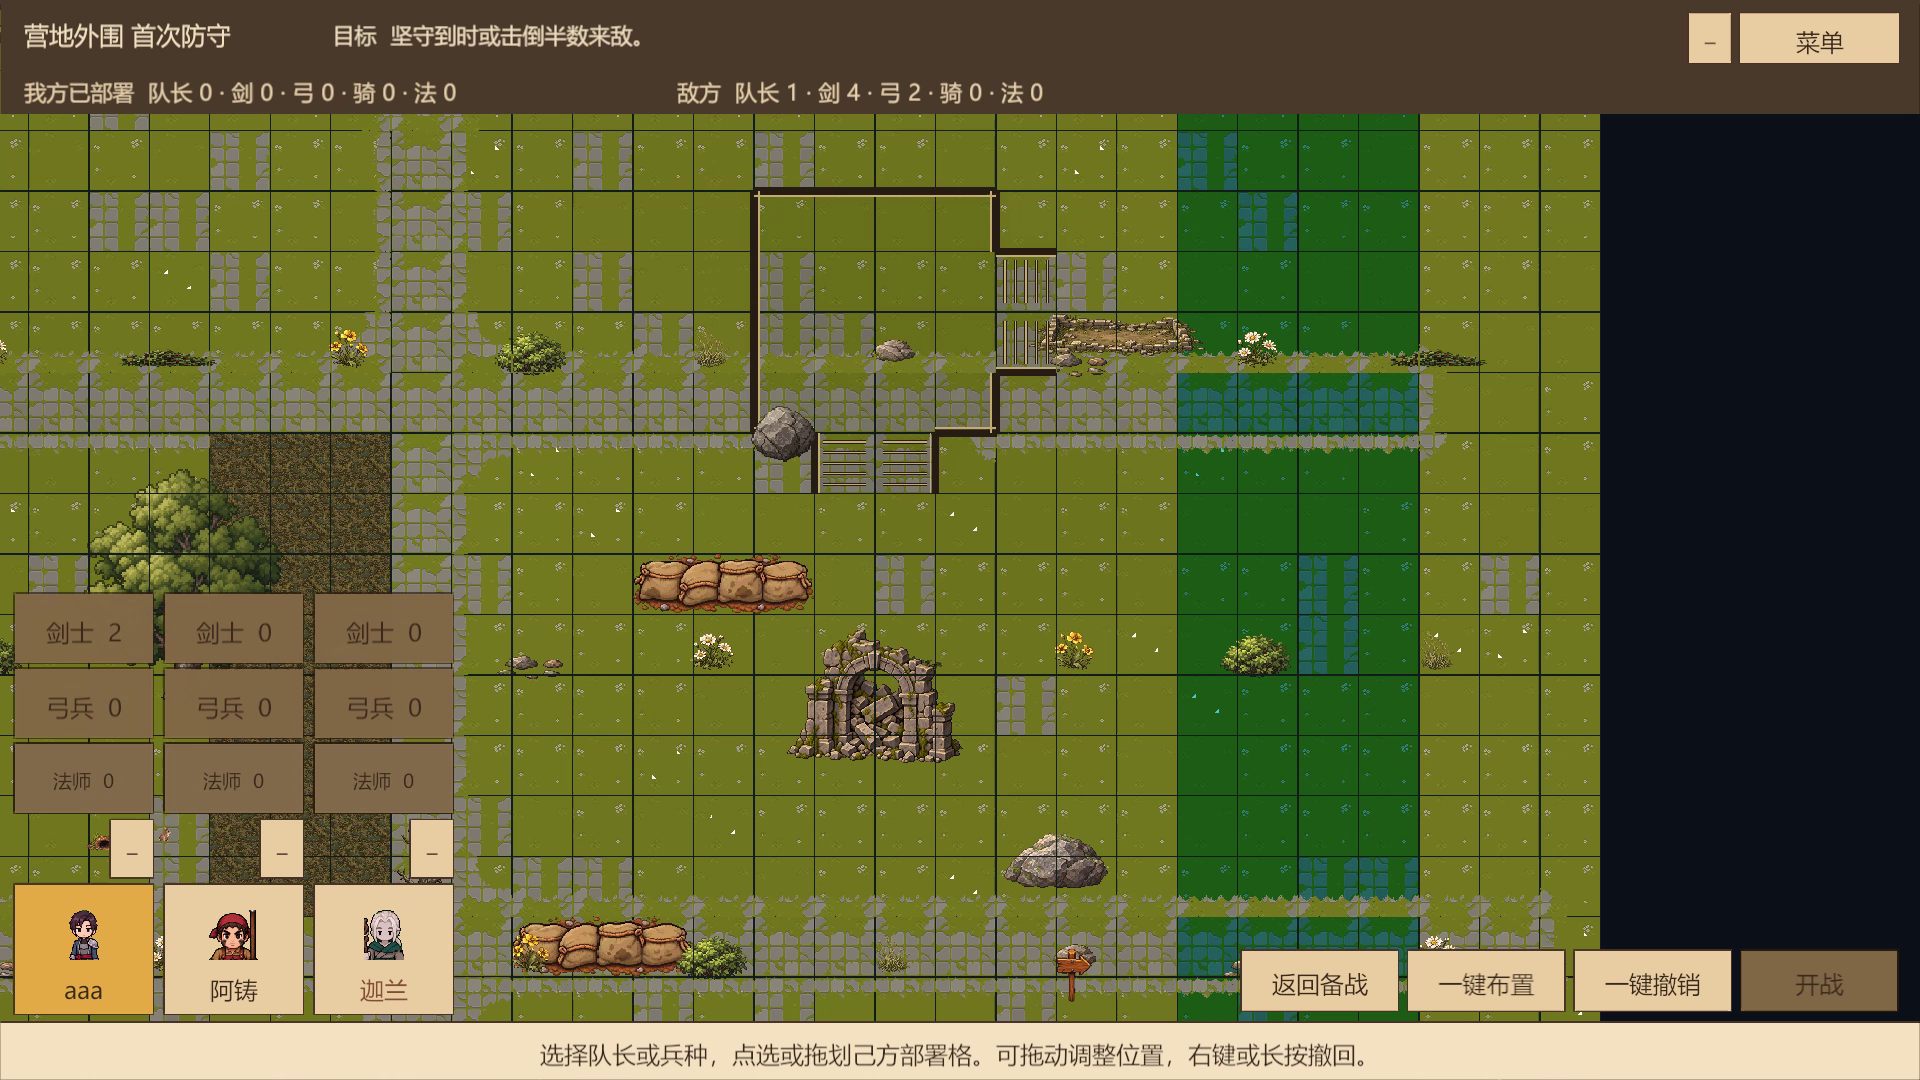 营地外围 首次防守
目标 坚守到时或击倒半数来敌。
– 菜单
我方已部署 队长 0 · 剑 0 · 弓 0 · 骑 0 · 法 0
敌方 队长 1 · 剑 4 · 弓 2 · 骑 0 · 法 0
剑士 2 剑士 0 剑士 0
弓兵 0 弓兵 0 弓兵 0
法师 0 法师 0 法师 0
– – –
aaa 阿铸 迦兰
返回备战 一键布置 一键撤销 开战
选择队长或兵种，点选或拖划己方部署格。可拖动调整位置，右键或长按撤回。